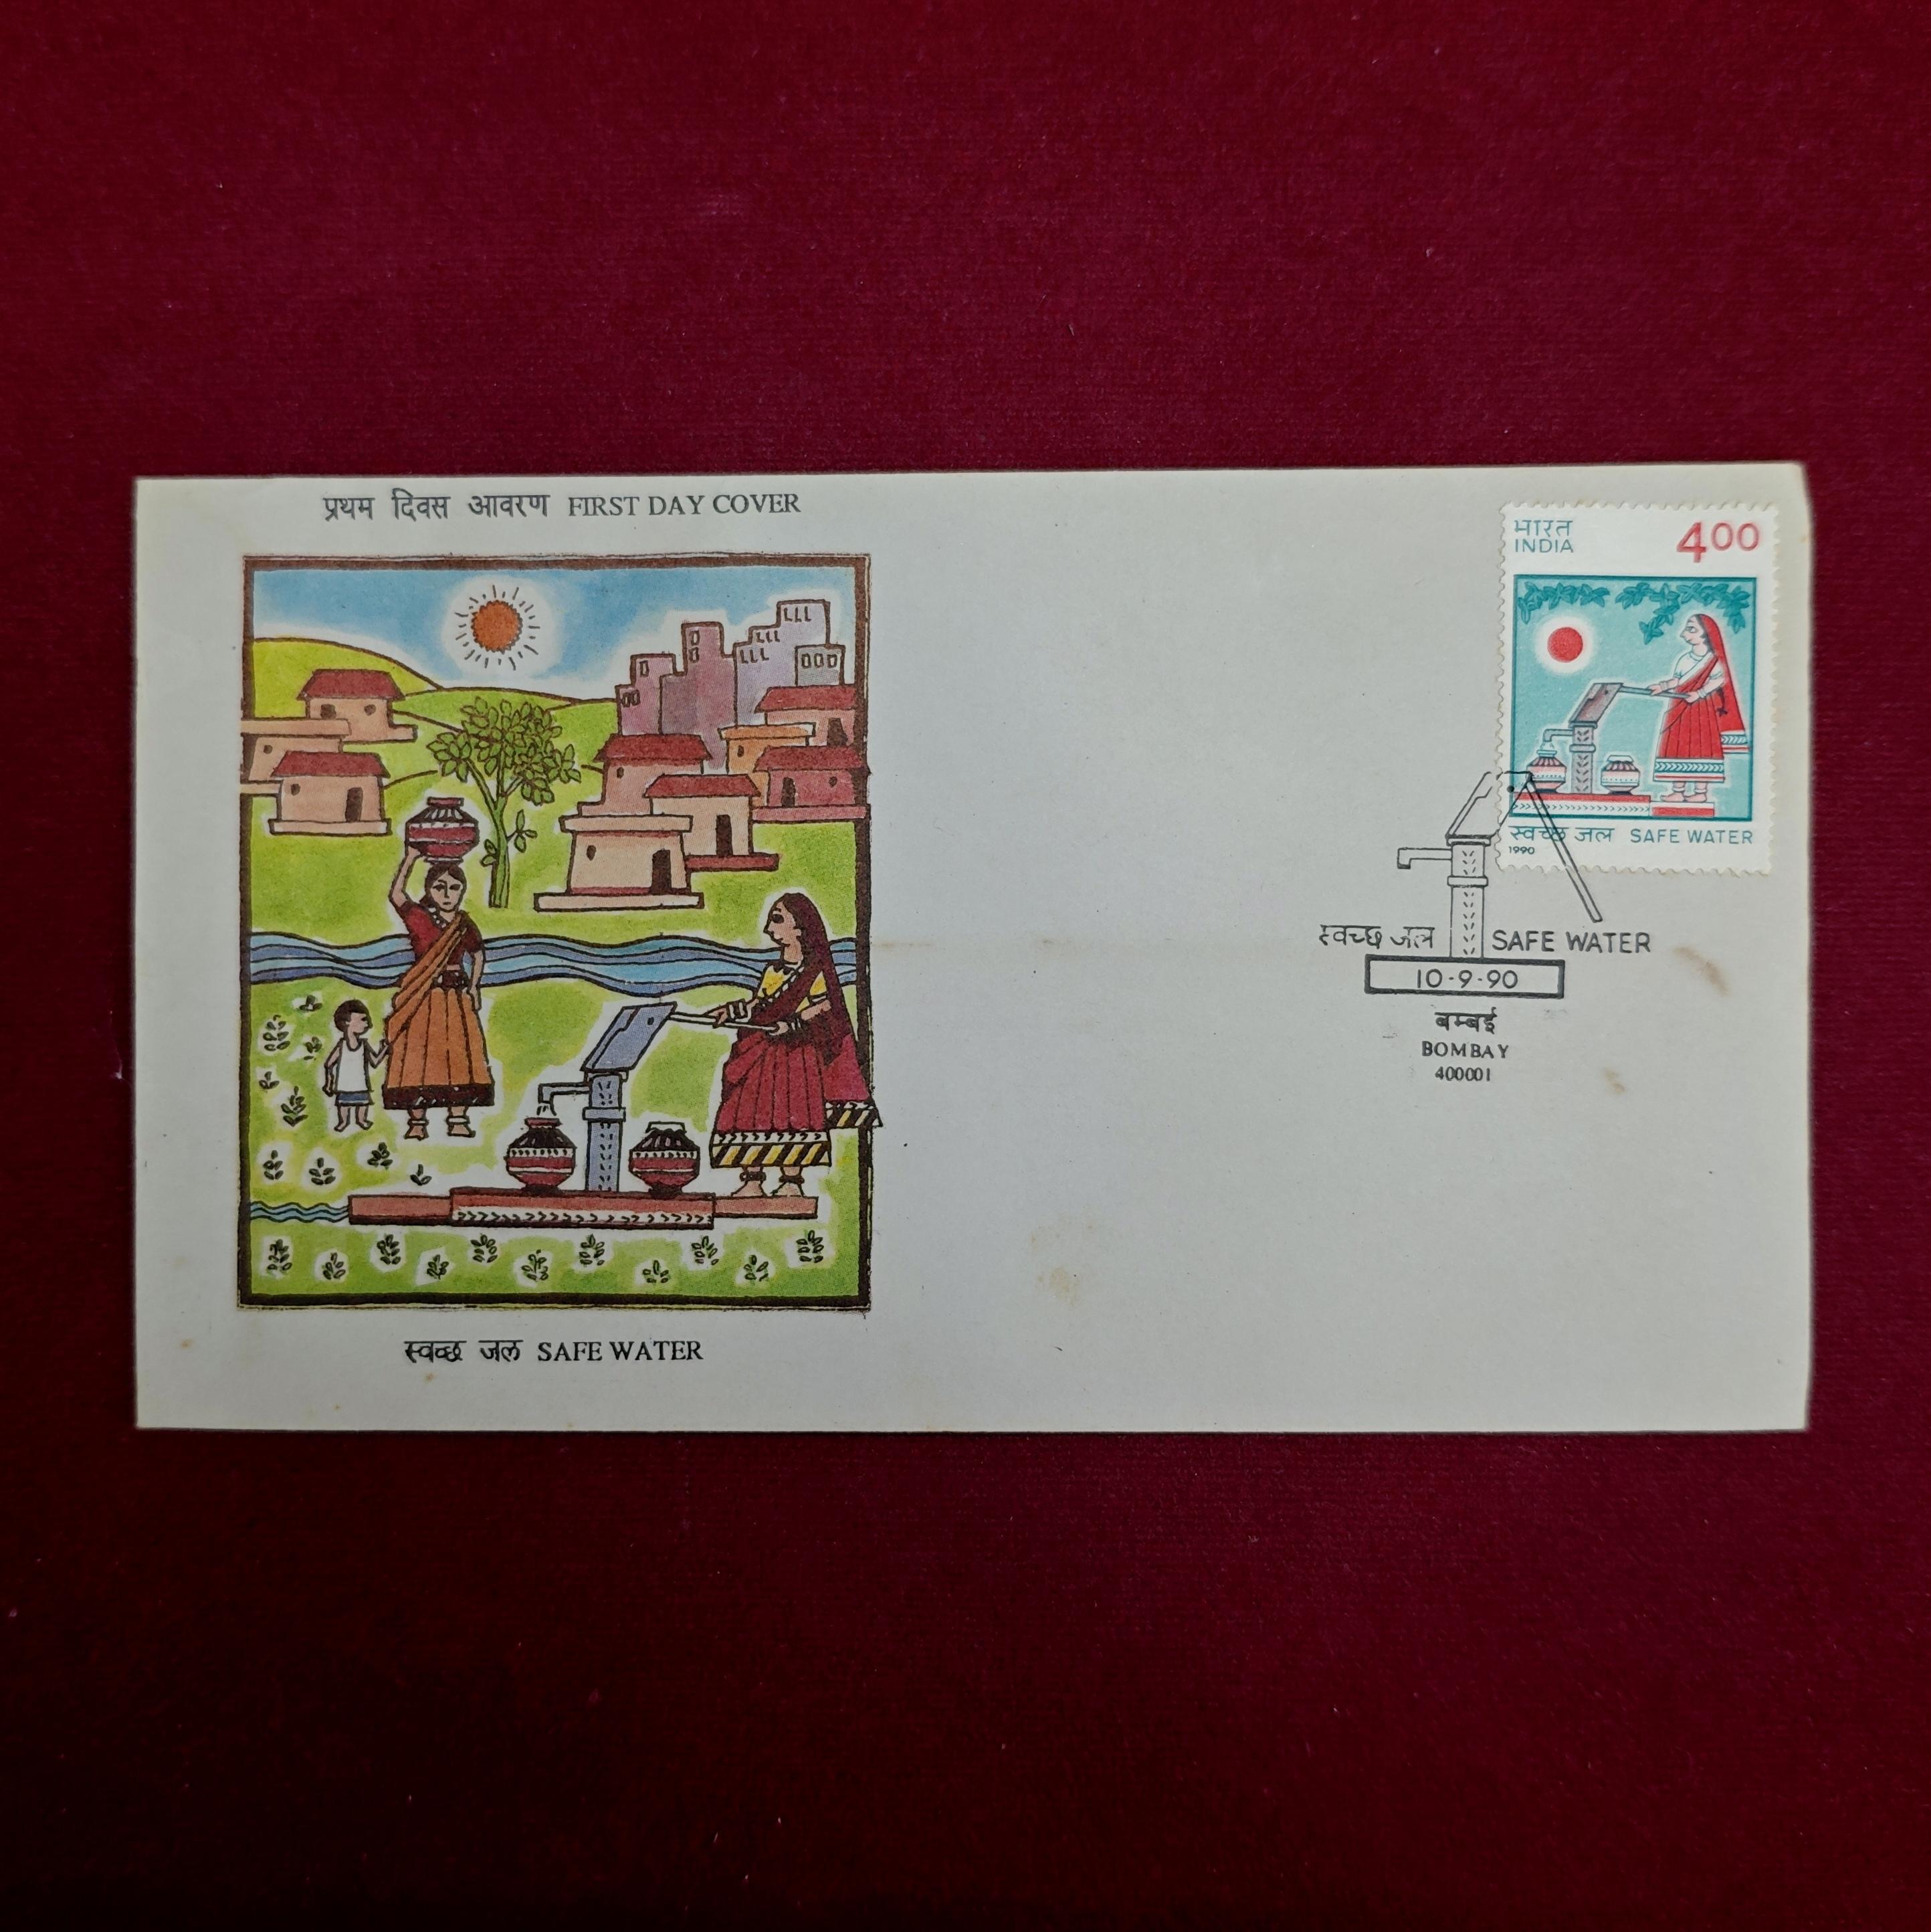 प्रथम दिवस आवरण FIRST DAY COVER
भारत
INDIA
4.00
स्वच्छ जल SAFE WATER
1990
स्वच्छ जल SAFE WATER
10-9-90
बम्बई
BOMBAY
400001
स्वच्छ जल SAFE WATER